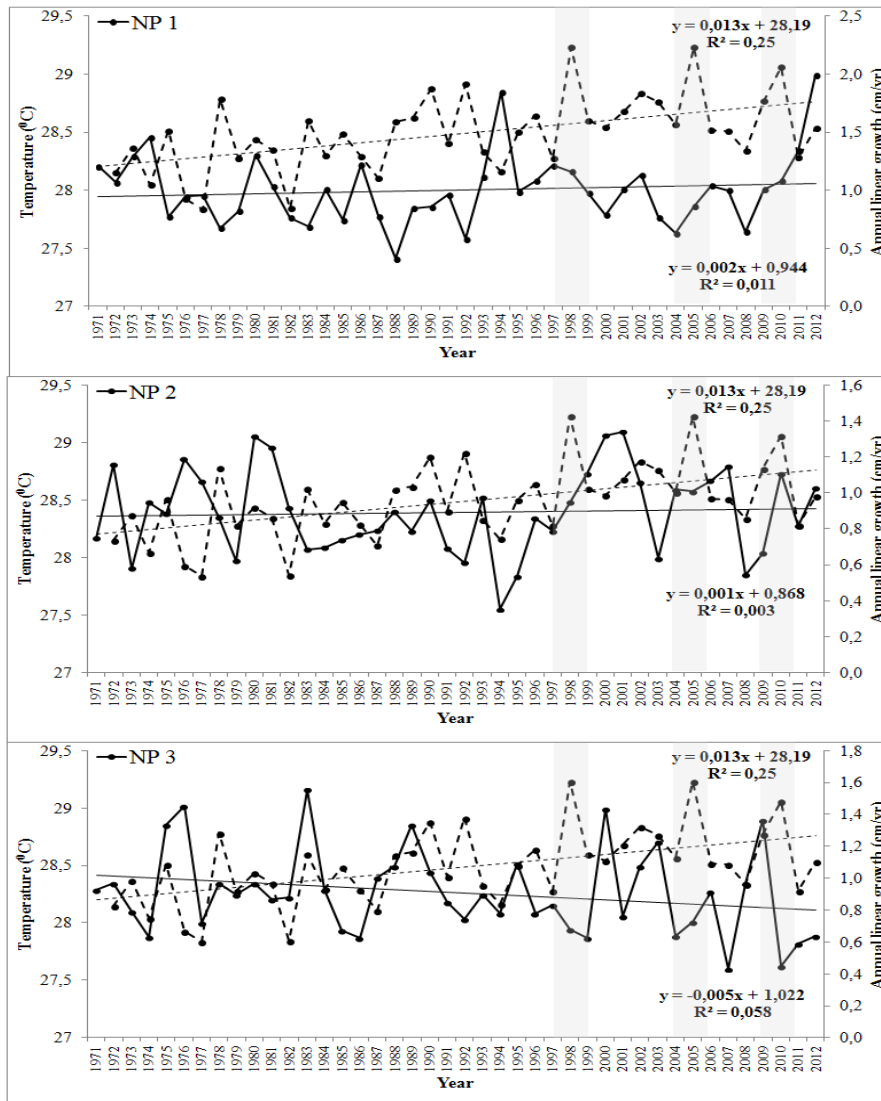 NP 1
y = 0,013x + 28,19
R² = 0,25
29,5
29
28,5
28
27,5
27
Temperature (⁰C)
2,5
2,0
1,5
1,0
0,5
0,0
Annual linear growth (cm/yr)
y = 0,002x + 0,944
R² = 0,011
1971 1972 1973 1974 1975 1976 1977 1978 1979 1980 1981 1982 1983 1984 1985 1986 1987 1988 1989 1990 1991 1992 1993 1994 1995 1996 1997 1998 1999 2000 2001 2002 2003 2004 2005 2006 2007 2008 2009 2010 2011 2012
Year
NP 2
y = 0,013x + 28,19
R² = 0,25
29,5
29
28,5
28
27,5
27
Temperature (⁰C)
1,6
1,4
1,2
1,0
0,8
0,6
0,4
0,2
0,0
Annual linear growth (cm/yr)
y = 0,001x + 0,868
R² = 0,003
1971 1972 1973 1974 1975 1976 1977 1978 1979 1980 1981 1982 1983 1984 1985 1986 1987 1988 1989 1990 1991 1992 1993 1994 1995 1996 1997 1998 1999 2000 2001 2002 2003 2004 2005 2006 2007 2008 2009 2010 2011 2012
Year
NP 3
y = 0,013x + 28,19
R² = 0,25
29,5
29
28,5
28
27,5
27
Temperature (⁰C)
1,8
1,6
1,4
1,2
1,0
0,8
0,6
0,4
0,2
0,0
Annual linear growth (cm/yr)
y = -0,005x + 1,022
R² = 0,058
1971 1972 1973 1974 1975 1976 1977 1978 1979 1980 1981 1982 1983 1984 1985 1986 1987 1988 1989 1990 1991 1992 1993 1994 1995 1996 1997 1998 1999 2000 2001 2002 2003 2004 2005 2006 2007 2008 2009 2010 2011 2012
Year